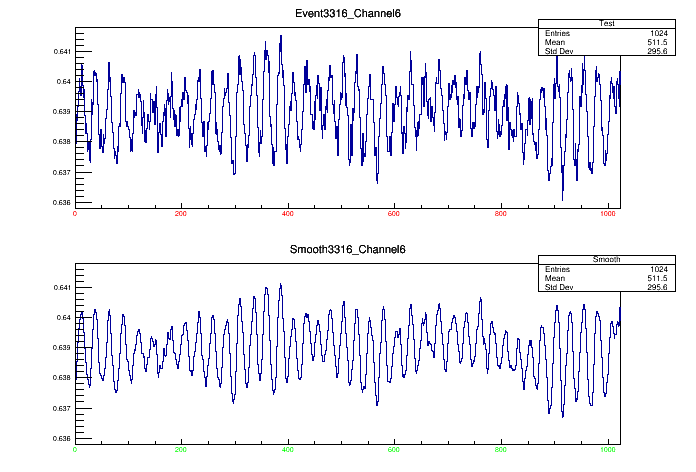 Event3316_Channel6
Test
Entries 1024
Mean 511.5
Std Dev 295.6
0.641
0.64
0.639
0.638
0.637
0.636
0 200 400 600 800 1000
Smooth3316_Channel6
Smooth
Entries 1024
Mean 511.5
Std Dev 295.6
0.641
0.64
0.639
0.638
0.637
0.636
0 200 400 600 800 1000